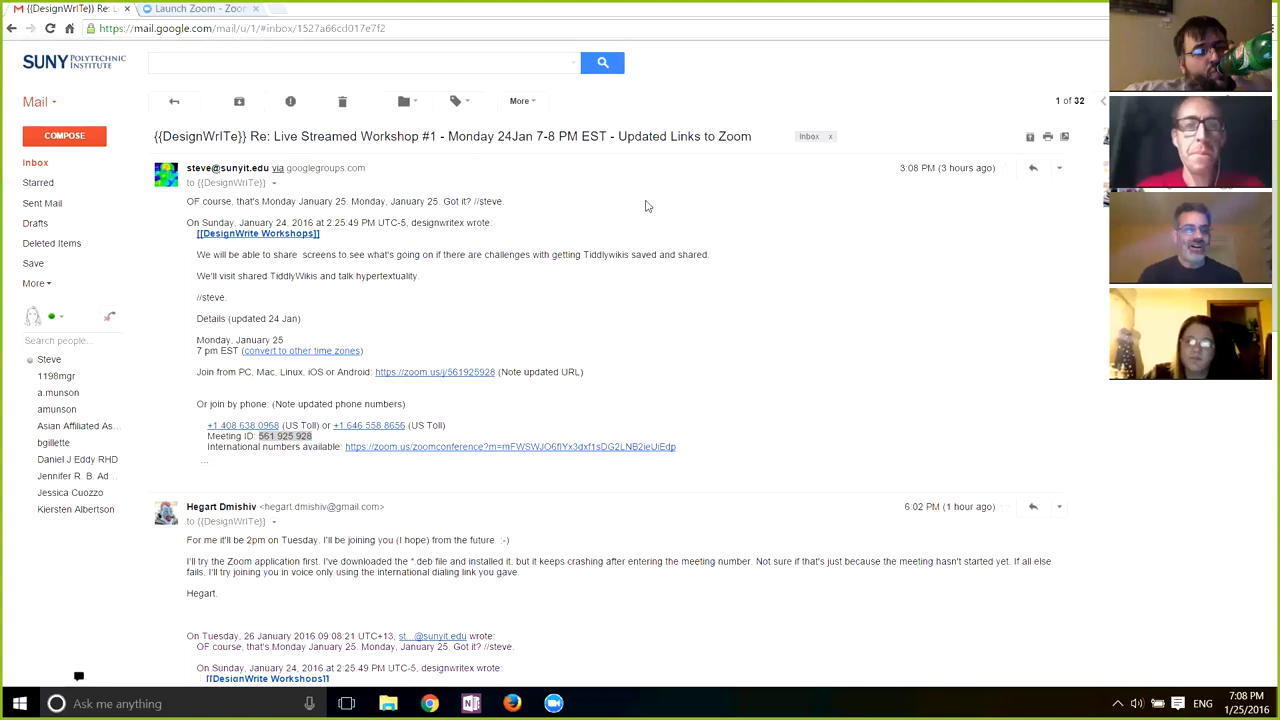 {{DesignWrITe}} Re: L
Launch Zoom - Zoor
https://mail.google.com/mail/u/1/#inbox/1527a66cd017e7f2
SUNY POLYTECHNIC INSTITUTE
Mail
More
1 of 32
COMPOSE
{{DesignWrITe}} Re: Live Streamed Workshop #1 - Monday 24Jan 7-8 PM EST - Updated Links to Zoom
Inbox x
Inbox
Starred
Sent Mail
Drafts
Deleted Items
Save
More
Search people...
Steve
1198mgr
a.munson
amunson
Asian Affiliated As...
bgillette
Daniel J Eddy RHD
Jennifer R. B. Ad...
Jessica Cuozzo
Kiersten Albertson
steve@sunyit.edu via googlegroups.com
3:08 PM (3 hours ago)
to {{DesignWrITe}}
OF course, that's Monday January 25. Monday, January 25. Got it? //steve.
On Sunday, January 24, 2016 at 2:25:49 PM UTC-5, designwritex wrote:
[[DesignWrite Workshops]]
We will be able to share screens to see what's going on if there are challenges with getting Tiddlywikis saved and shared.
We'll visit shared TiddlyWikis and talk hypertextuality.
//steve.
Details (updated 24 Jan)
Monday, January 25
7 pm EST (convert to other time zones)
Join from PC, Mac, Linux, iOS or Android: https://zoom.us/j/561925928 (Note updated URL)
Or join by phone: (Note updated phone numbers)
+1 408 638 0968 (US Toll) or +1 646 558 8656 (US Toll)
Meeting ID: 561 925 928
International numbers available: https://zoom.us/zoomconference?m=mFWSWJO6fIYx3dxf1sDG2LNB2ieUiEdp
...
Hegart Dmishiv <hegart.dmishiv@gmail.com>
6:02 PM (1 hour ago)
to {{DesignWrITe}}
For me it'll be 2pm on Tuesday. I'll be joining you (I hope) from the future. :-)
I'll try the Zoom application first. I've downloaded the *.deb file and installed it, but it keeps crashing after entering the meeting number. Not sure if that's just because the meeting hasn't started yet. If all else
fails, I'll try joining you in voice only using the international dialing link you gave.
Hegart.
On Tuesday, 26 January 2016 09:08:21 UTC+13, st...@sunyit.edu wrote:
OF course, that's Monday January 25. Monday, January 25. Got it? //steve.
On Sunday, January 24, 2016 at 2:25:49 PM UTC-5, designwritex wrote:
[[DesignWrite Workshops]]
Ask me anything
ENG
7:08 PM
1/25/2016